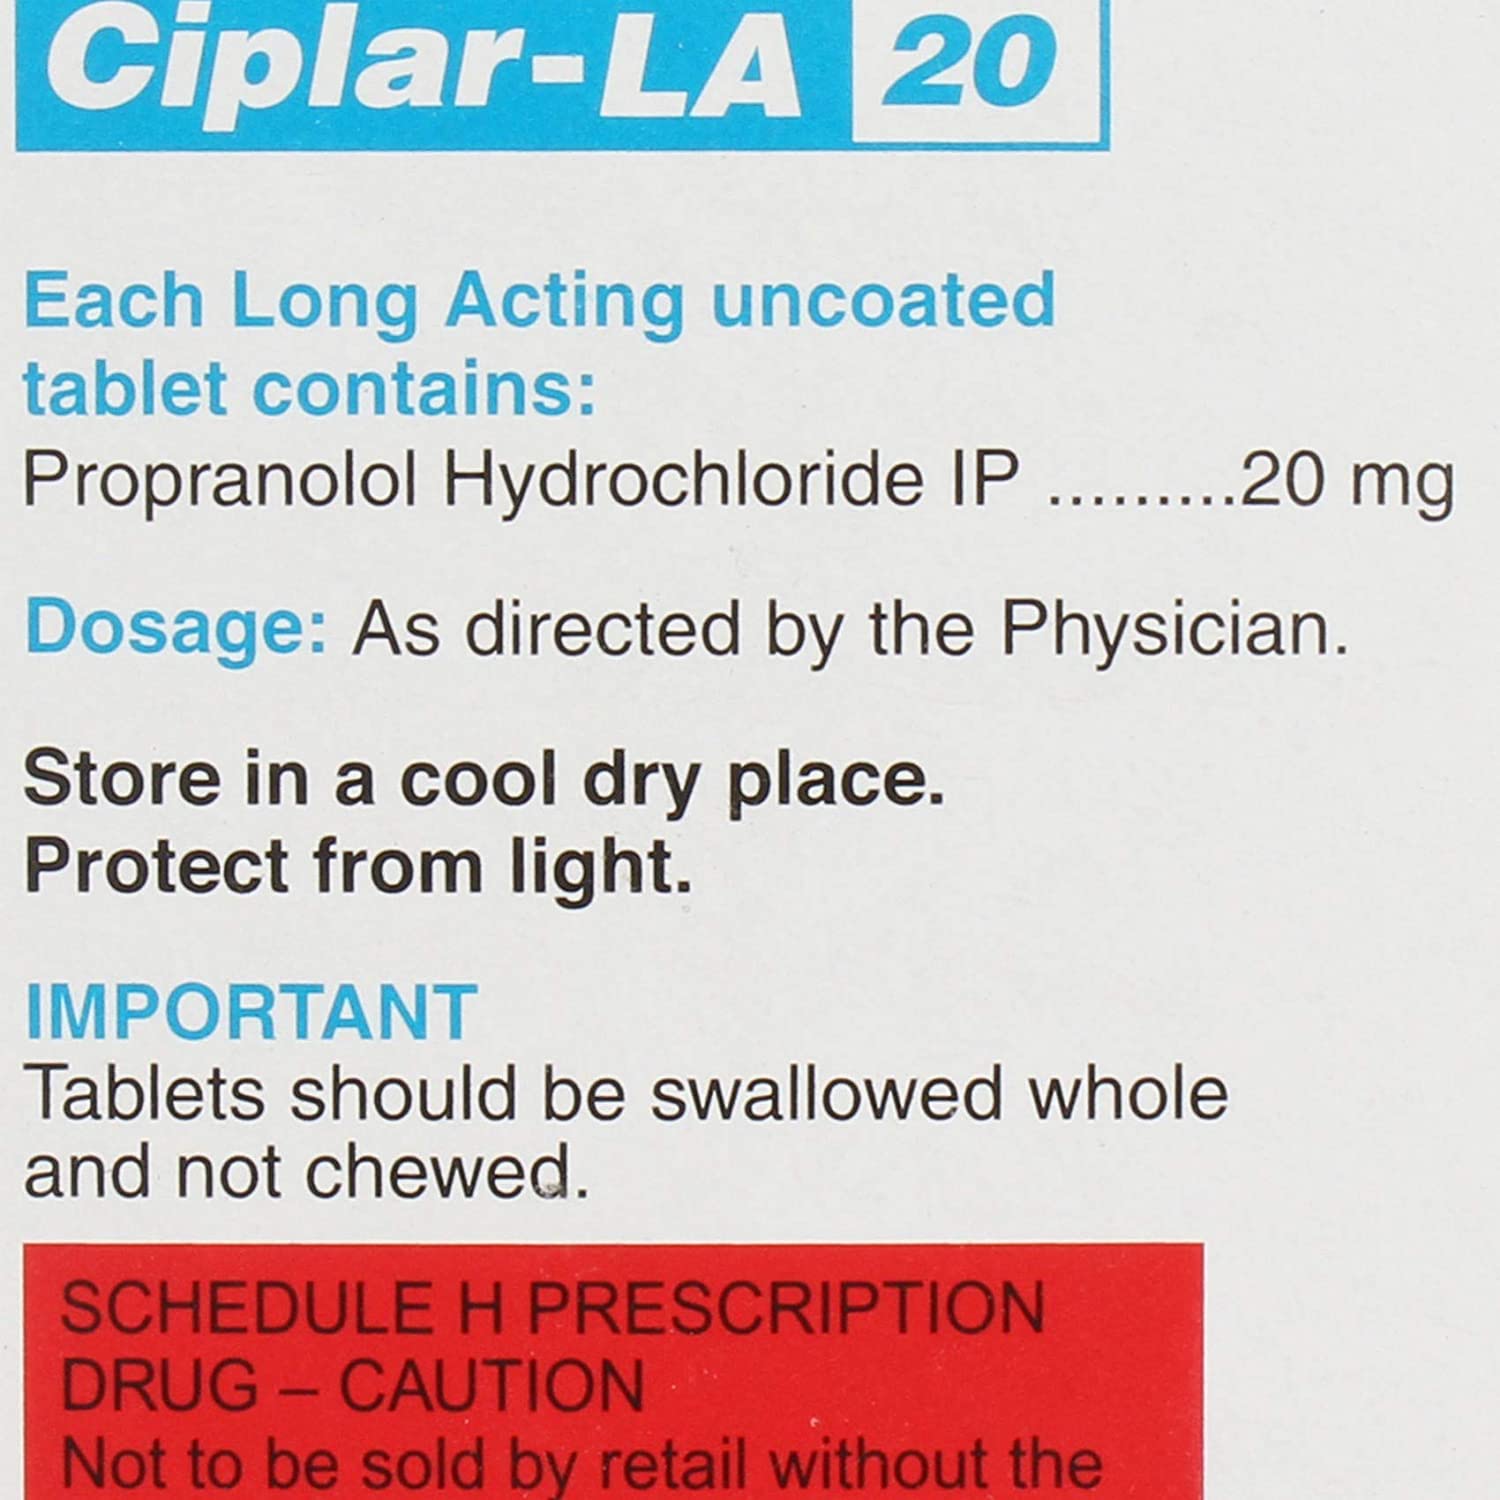 Ciplar-LA 20
Each Long Acting uncoated
tablet contains:
Propranolol Hydrochloride IP .........20 mg
Dosage: As directed by the Physician.
Store in a cool dry place.
Protect from light.
IMPORTANT
Tablets should be swallowed whole
and not chewed.
SCHEDULE H PRESCRIPTION
DRUG – CAUTION
Not to be sold by retail without the